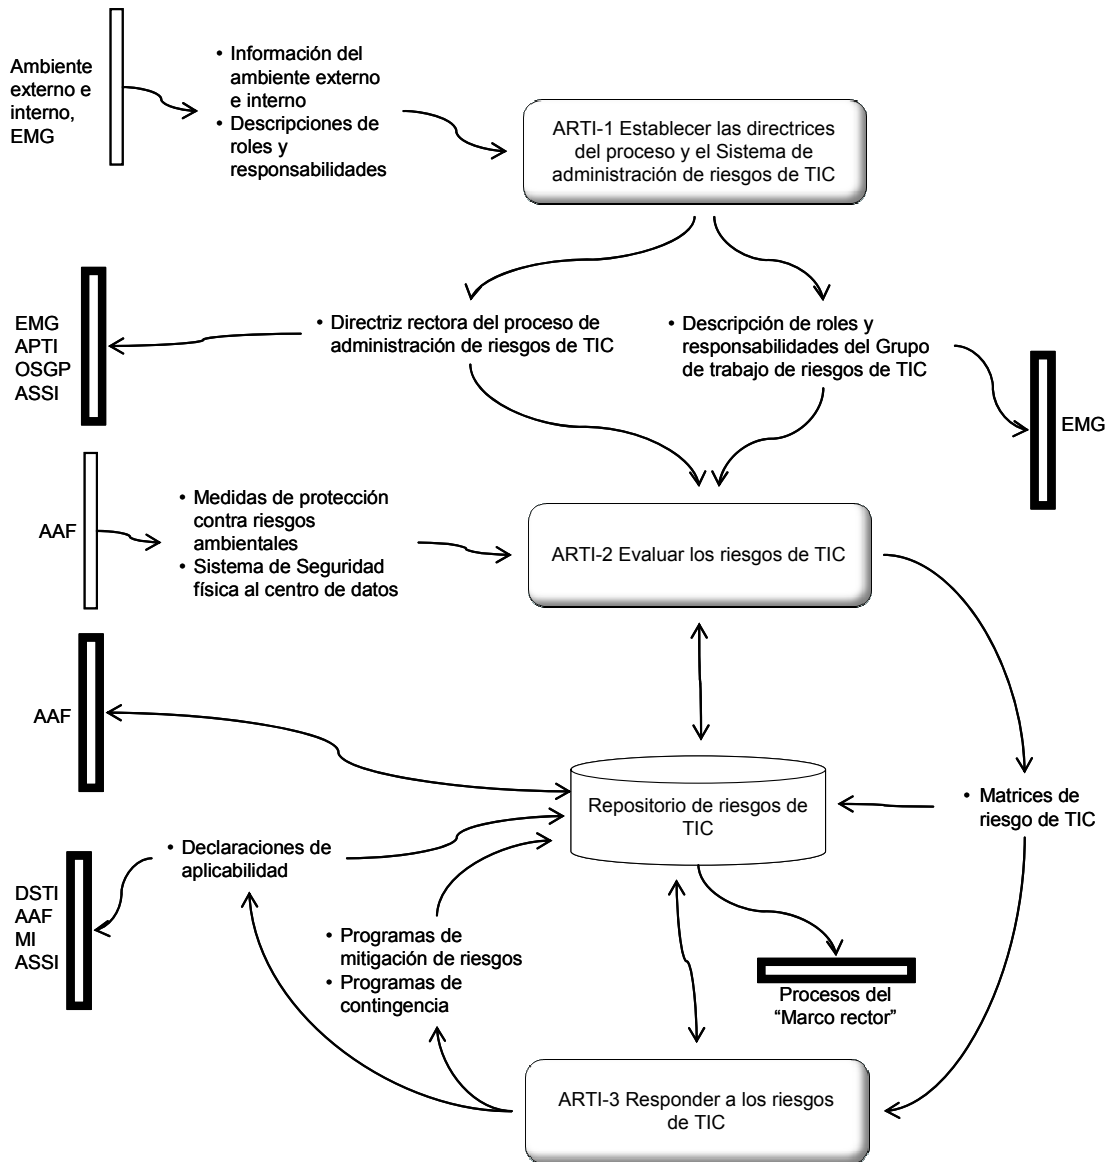 Ambiente
externo e
interno,
EMG
• Información del
ambiente externo
e interno
• Descripciones de
roles y
responsabilidades
ARTI-1 Establecer las directrices
del proceso y el Sistema de
administración de riesgos de TIC
EMG
APTI
OSGP
ASSI
• Directriz rectora del proceso de
administración de riesgos de TIC
• Descripción de roles y
responsabilidades del Grupo
de trabajo de riesgos de TIC
EMG
AAF
• Medidas de protección
contra riesgos
ambientales
• Sistema de Seguridad
física al centro de datos
ARTI-2 Evaluar los riesgos de TIC
AAF
Repositorio de riesgos de
TIC
• Matrices de
riesgo de TIC
• Declaraciones de
aplicabilidad
DSTI
AAF
MI
ASSI
• Programas de
mitigación de riesgos
• Programas de
contingencia
Procesos del
“Marco rector”
ARTI-3 Responder a los riesgos
de TIC